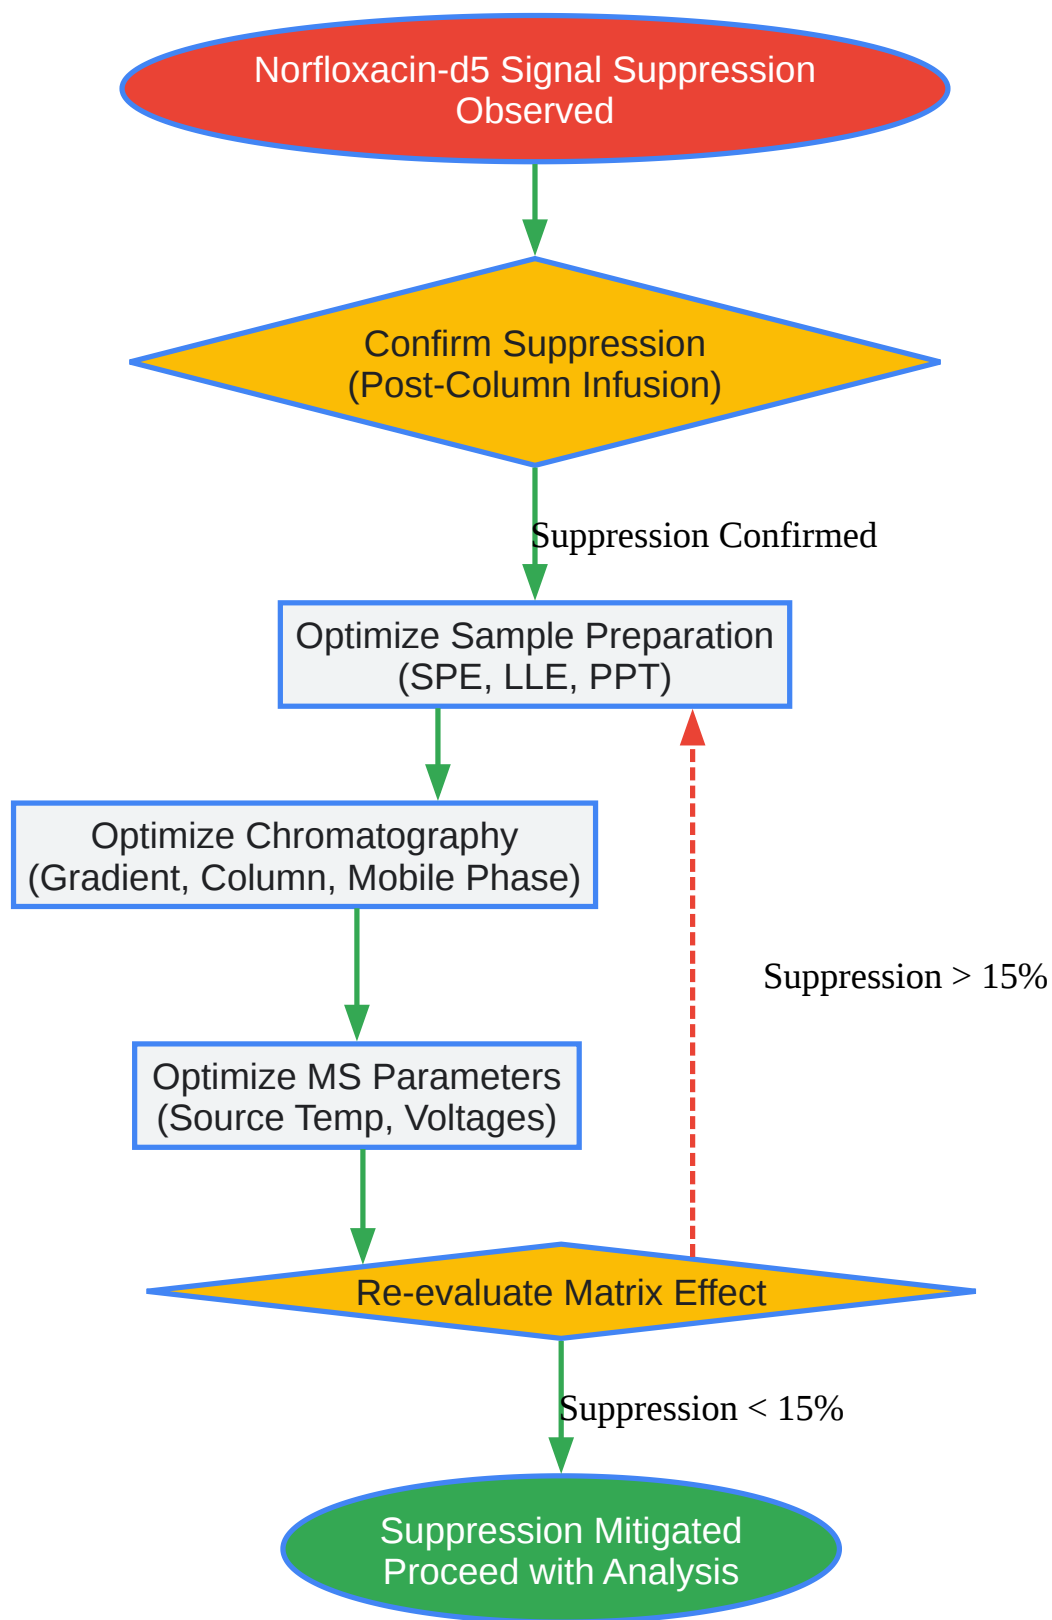 Norfloxacin-d5 Signal Suppression
Observed
Confirm Suppression
(Post-Column Infusion)
Suppression Confirmed
Optimize Sample Preparation
(SPE, LLE, PPT)
Optimize Chromatography
(Gradient, Column, Mobile Phase)
Suppression > 15%
Optimize MS Parameters
(Source Temp, Voltages)
Re-evaluate Matrix Effect
Suppression < 15%
Suppression Mitigated
Proceed with Analysis